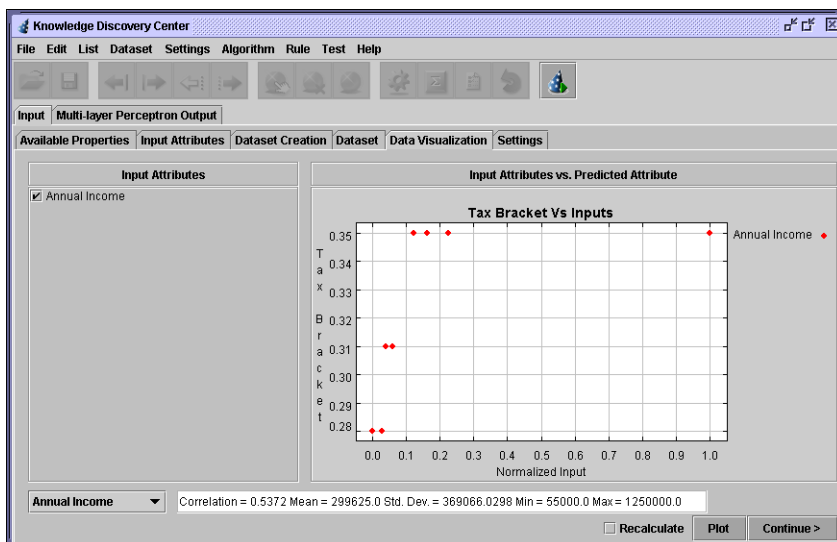 Knowledge Discovery Center
File Edit List Dataset Settings Algorithm Rule Test Help
Input Multi-layer Perceptron Output
Available Properties Input Attributes Dataset Creation Dataset Data Visualization Settings
Input Attributes
Annual Income
Input Attributes vs. Predicted Attribute
Tax Bracket Vs Inputs
Tax Bracket
0.35
0.34
0.33
0.32
0.31
0.30
0.29
0.28
0.0 0.1 0.2 0.3 0.4 0.5 0.6 0.7 0.8 0.9 1.0
Normalized Input
Annual Income
Annual Income
Correlation = 0.5372 Mean = 299625.0 Std. Dev. = 369066.0298 Min = 55000.0 Max = 1250000.0
Recalculate Plot Continue >